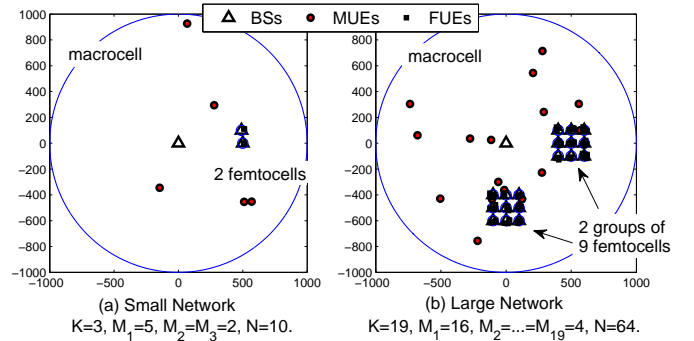 BSs MUEs FUEs
1000
800
600
400
200
0
−200
−400
−600
−800
−1000
−1000 −500 0 500 1000
macrocell
2 femtocells
(a) Small Network
K=3, M1=5, M2=M3=2, N=10.
1000
800
600
400
200
0
−200
−400
−600
−800
−1000
−1000 −500 0 500 1000
macrocell
2 groups of
9 femtocells
(b) Large Network
K=19, M1=16, M2=...=M19=4, N=64.